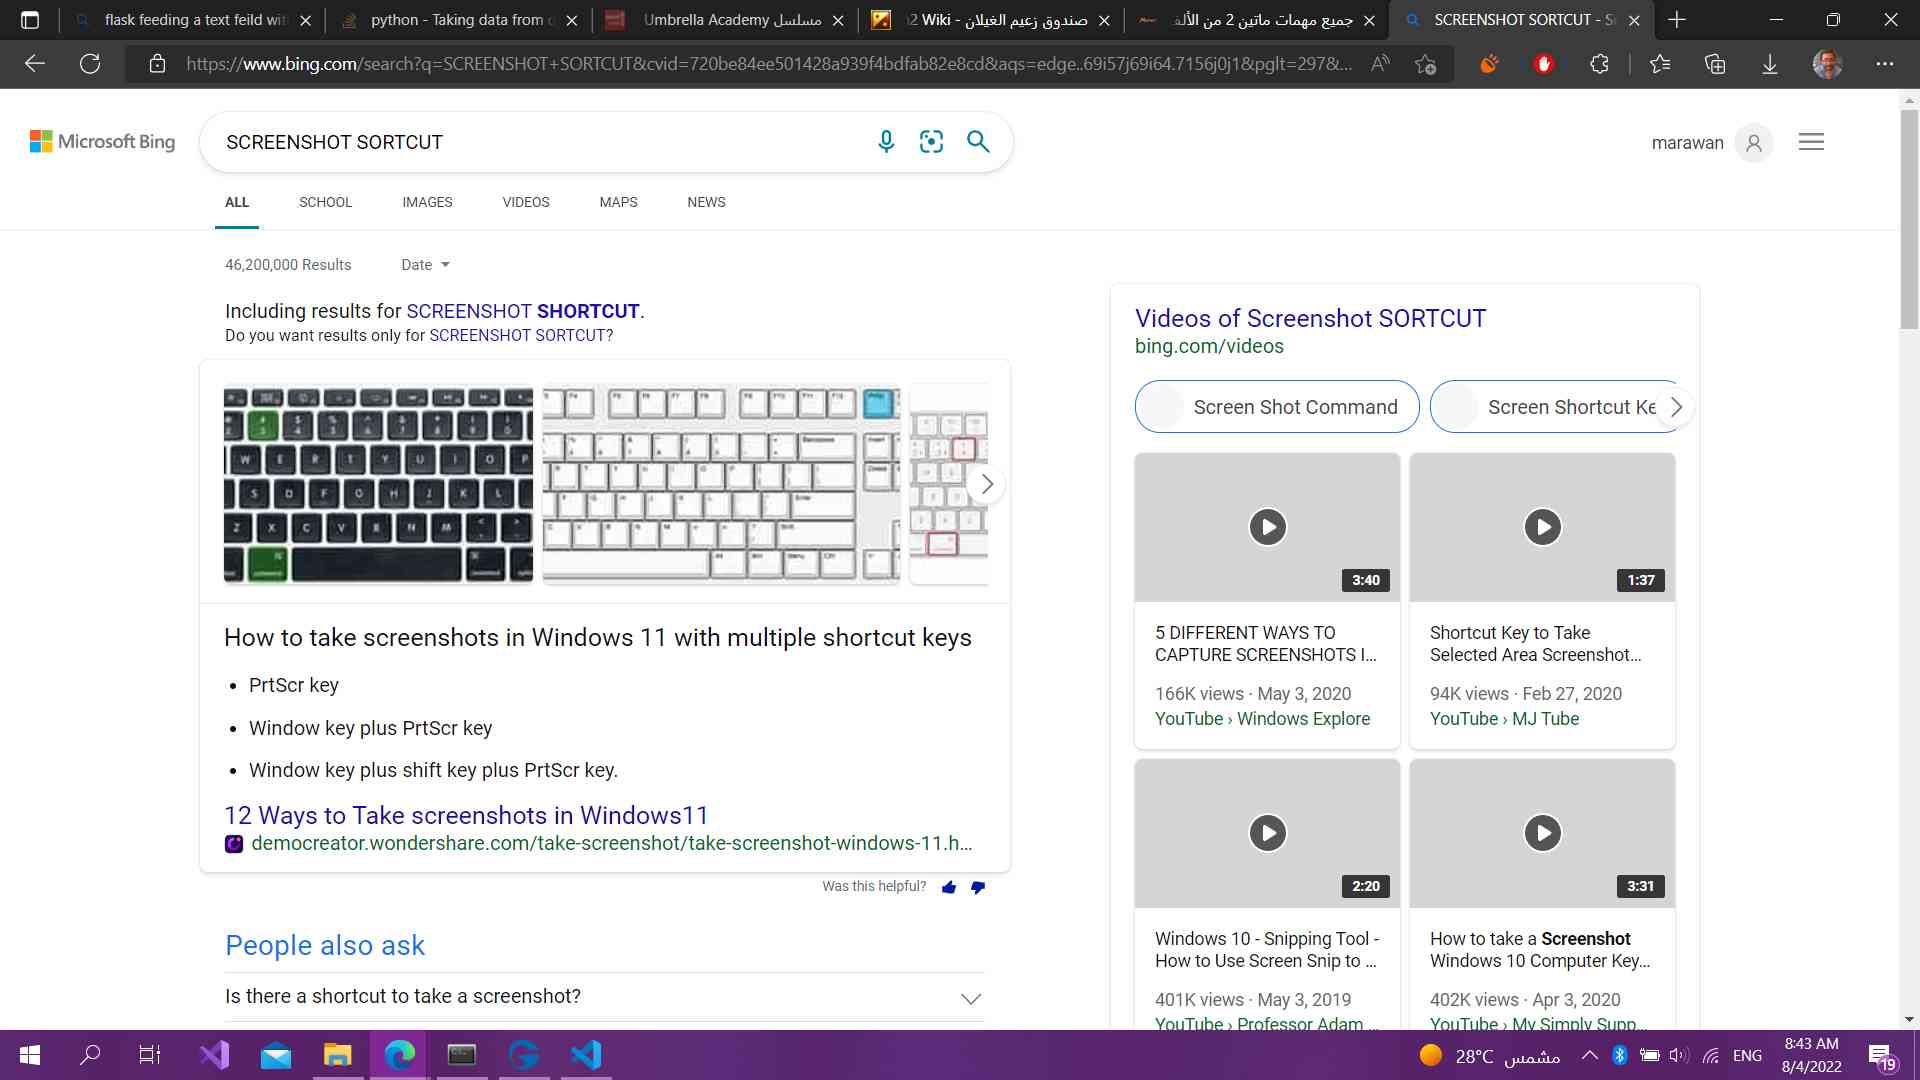 flask feeding a text feild wit
python - Taking data from
مسلسل Umbrella Academy
صندوق زعيم الغيلان - Wiki
جميع مهمات ماتين 2 من الألف
SCREENSHOT SORTCUT - S
https://www.bing.com/search?q=SCREENSHOT+SORTCUT&cvid=720be84ee501428a939f4bdfab82e8cd&aqs=edge..69i57j69i64.7156j0j1&pglt=297&...
Microsoft Bing
SCREENSHOT SORTCUT
marawan
ALL SCHOOL IMAGES VIDEOS MAPS NEWS
46,200,000 Results Date
Including results for SCREENSHOT SHORTCUT.
Do you want results only for SCREENSHOT SORTCUT?
How to take screenshots in Windows 11 with multiple shortcut keys
• PrtScr key
• Window key plus PrtScr key
• Window key plus shift key plus PrtScr key.
12 Ways to Take screenshots in Windows11
democreator.wondershare.com/take-screenshot/take-screenshot-windows-11.h...
Was this helpful?
People also ask
Is there a shortcut to take a screenshot?
Videos of Screenshot SORTCUT
bing.com/videos
Screen Shot Command
Screen Shortcut Ke
3:40
1:37
5 DIFFERENT WAYS TO
CAPTURE SCREENSHOTS I...
166K views · May 3, 2020
YouTube › Windows Explore
Shortcut Key to Take
Selected Area Screenshot...
94K views · Feb 27, 2020
YouTube › MJ Tube
2:20
3:31
Windows 10 - Snipping Tool -
How to Use Screen Snip to ...
401K views · May 3, 2019
YouTube › Professor Adam ...
How to take a Screenshot
Windows 10 Computer Key...
402K views · Apr 3, 2020
YouTube › My Simply Supp...
28°C مشمس
ENG
8:43 AM
8/4/2022
19